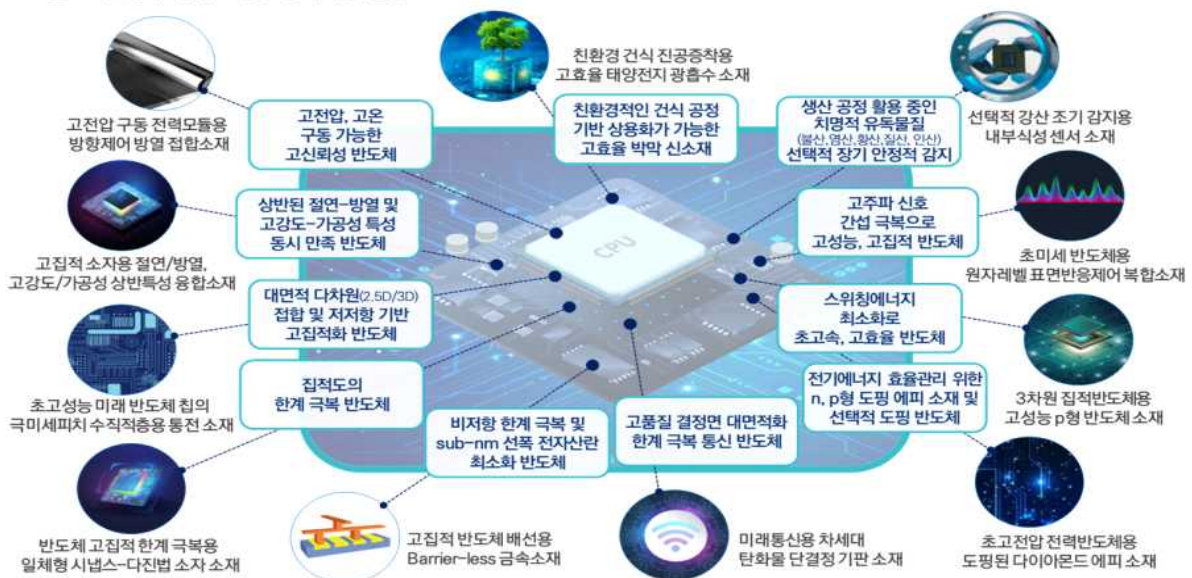 친환경 건식 진공증착용
고효율 태양전지 광흡수 소재
고전압 구동 전력모듈용
방향제어 방열 접합소재
고전압, 고온
구동 가능한
고신뢰성 반도체
친환경적인 건식 공정
기반 상용화가 가능한
고효율 박막 신소재
생산 공정 활용 중인
치명적 유독물질
(불산,염산,황산,질산, 인산)
선택적 장기 안정적 감지
선택적 강산 조기 감지용
내부식성 센서 소재
상반된 절연-방열 및
고강도-가공성 특성
동시 만족 반도체
고주파 신호
간섭 극복으로
고성능, 고집적 반도체
CPU
고집적 소자용 절연/방열,
고강도/가공성 상반특성 융합소재
초미세 반도체용
원자레벨 표면반응제어 복합소재
대면적 다차원(2.5D/3D)
접합 및 저저항 기반
고집적화 반도체
스위칭에너지
최소화로
초고속, 고효율 반도체
초고성능 미래 반도체 칩의
극미세피치 수직적층용 통전 소재
집적도의
한계 극복 반도체
전기에너지 효율관리 위한
n, p형 도핑 에피 소재 및
선택적 도핑 반도체
3차원 집적반도체용
고성능 p형 반도체 소재
비저항 한계 극복 및
sub-nm 선폭 전자산란
최소화 반도체
고품질 결정면 대면적화
한계 극복 통신 반도체
반도체 고집적 한계 극복용
일체형 시냅스-다진법 소자 소재
고집적 반도체 배선용
Barrier-less 금속소재
미래통신용 차세대
탄화물 단결정 기판 소재
초고전압 전력반도체용
도핑된 다이아몬드 에피 소재